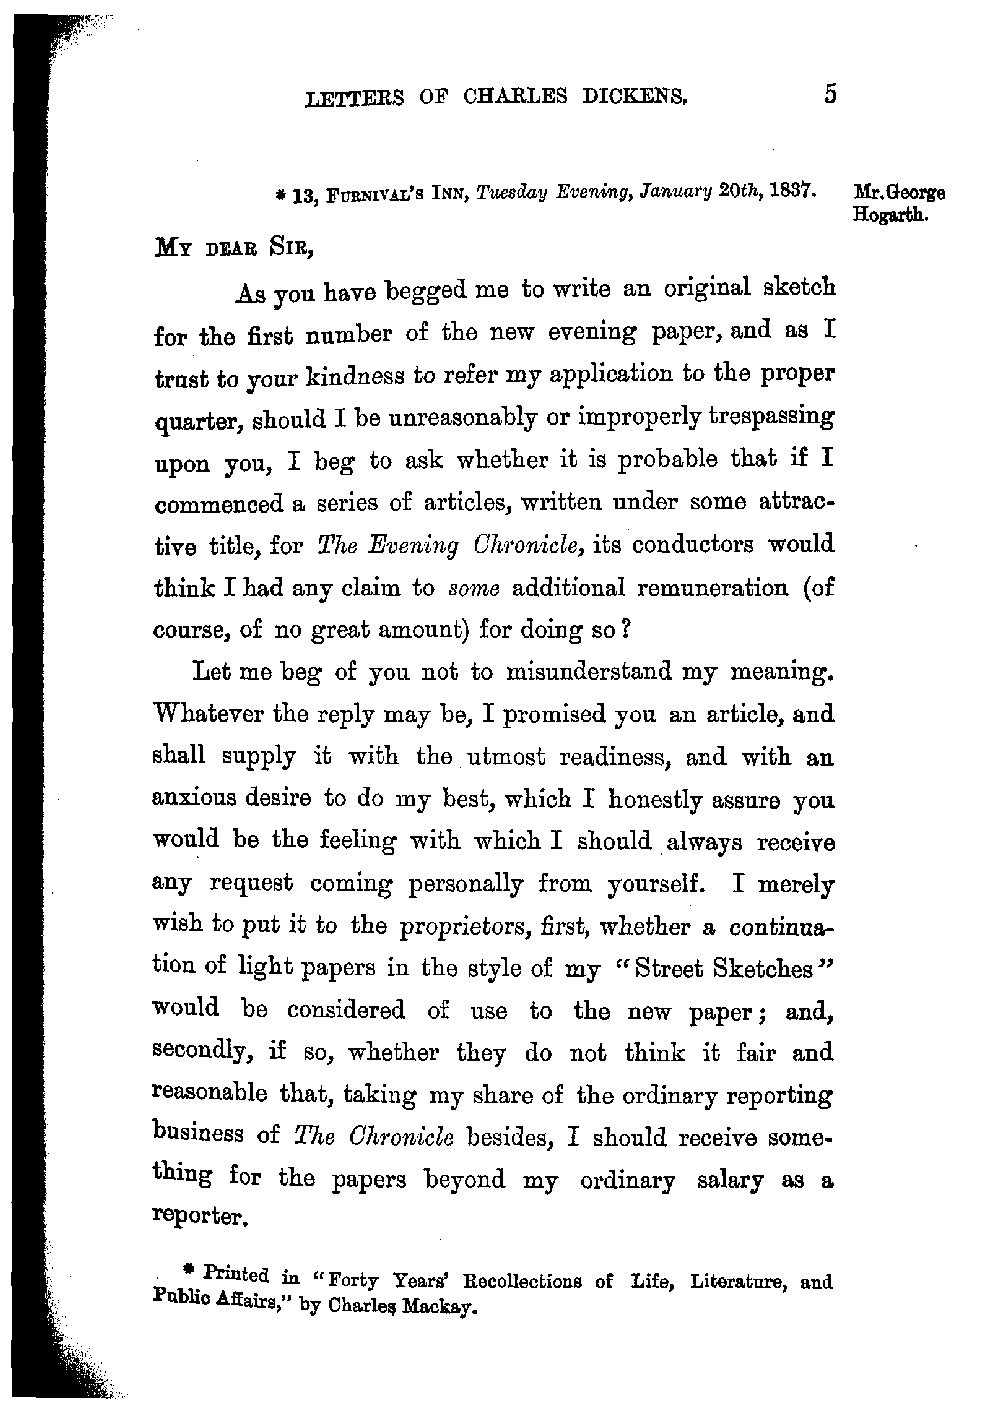 LETTERS OF CHARLES DICKENS. 5
* 13, FURNIVAL'S INN, Tuesday Evening, January 20th, 1837.
Mr. George
Hogarth.
MY DEAR SIR,
As you have begged me to write an original sketch
for the first number of the new evening paper, and as I
trust to your kindness to refer my application to the proper
quarter, should I be unreasonably or improperly trespassing
upon you, I beg to ask whether it is probable that if I
commenced a series of articles, written under some attrac-
tive title, for The Evening Chronicle, its conductors would
think I had any claim to some additional remuneration (of
course, of no great amount) for doing so?
Let me beg of you not to misunderstand my meaning.
Whatever the reply may be, I promised you an article, and
shall supply it with the utmost readiness, and with an
anxious desire to do my best, which I honestly assure you
would be the feeling with which I should always receive
any request coming personally from yourself. I merely
wish to put it to the proprietors, first, whether a continua-
tion of light papers in the style of my "Street Sketches"
would be considered of use to the new paper; and,
secondly, if so, whether they do not think it fair and
reasonable that, taking my share of the ordinary reporting
business of The Chronicle besides, I should receive some-
thing for the papers beyond my ordinary salary as a
reporter.
* Printed in "Forty Years' Recollections of Life, Literature, and
Public Affairs," by Charles Mackay.